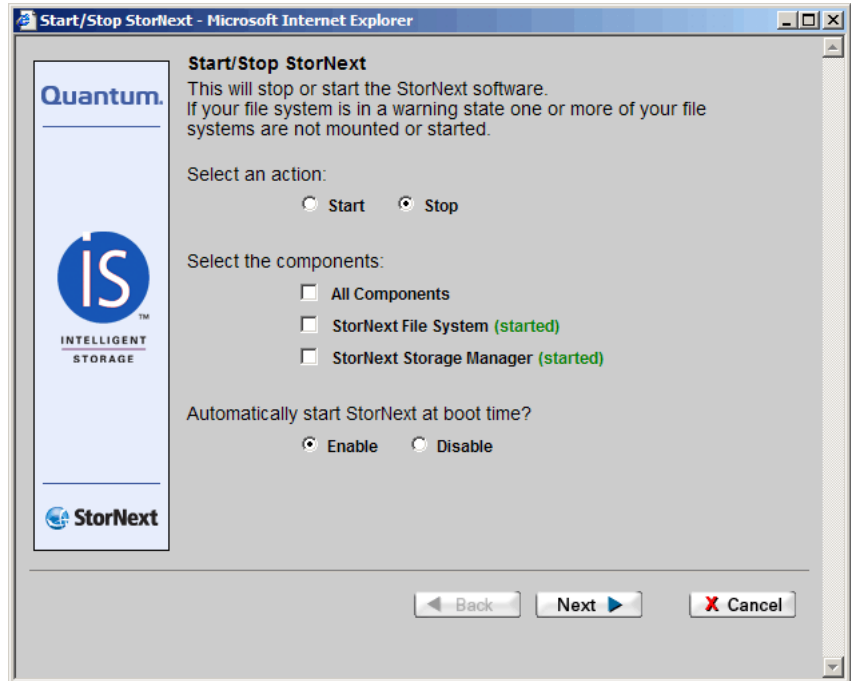 Start/Stop StorNext - Microsoft Internet Explorer
Quantum.
iS
TM
INTELLIGENT
STORAGE
StorNext
Start/Stop StorNext
This will stop or start the StorNext software.
If your file system is in a warning state one or more of your file
systems are not mounted or started.
Select an action:
Start Stop
Select the components:
All Components
StorNext File System (started)
StorNext Storage Manager (started)
Automatically start StorNext at boot time?
Enable Disable
Back Next X Cancel